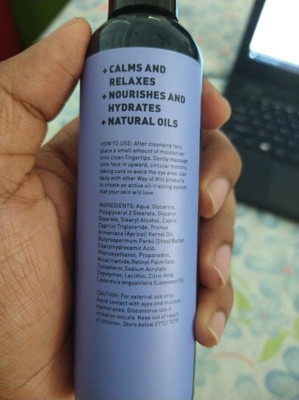 + CALMS AND
RELAXES
+ NOURISHES AND
HYDRATES
+ NATURAL OILS
HOW TO USE: After cleansing face,
place a small amount of moisturiser
onto clean fingertips. Gently massage
onto face in upward, circular motions,
taking care to avoid the eye area. Use
daily with other Way of Will products
to create an active oil-training system
that your skin will love.
INGREDIENTS: Aqua, Glycerine,
Polyglyceryl 2 Stearate, Glyceryl
Stearate, Stearyl Alcohol, Capric
Caprylic Triglyceride, Prunus
Armeniaca (Apricot) Kernel Oil,
Butyrospermum Parkii (Shea) Butter,
Caprylhydroxamic Acid,
Phenoxyethanol, Propanediol,
Niacinamide, Retinyl Palmitate,
Tocopherol, Sodium Acrylate
Copolymer, Lecithin, Citric Acid,
Lavandula angustifolia (Lavender) Oil
CAUTION: For external use only.
Avoid contact with eyes and mucous
membranes. Discontinue use if
irritation occurs. Keep out of reach
of children. Store below 21°C/ 70°F